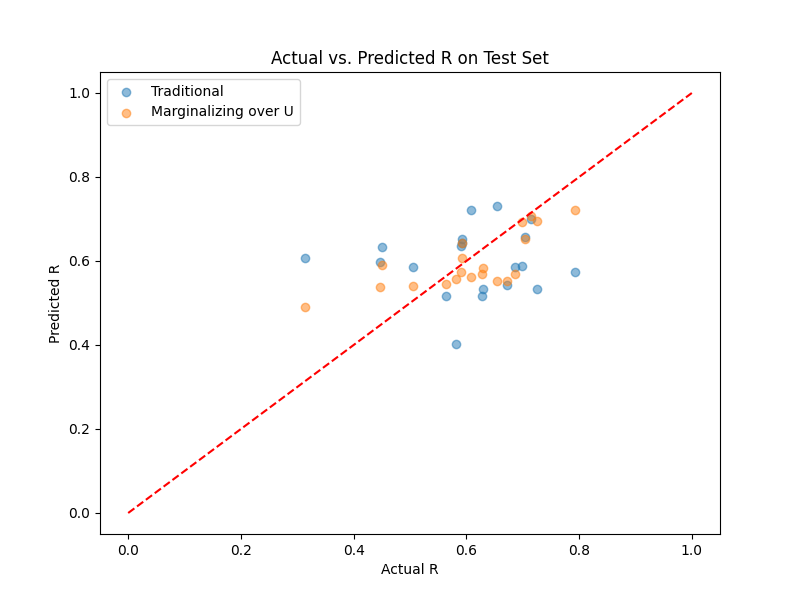 Actual vs. Predicted R on Test Set
Traditional
Marginalizing over U
1.0
0.8
0.6
0.4
0.2
0.0
Predicted R
0.0 0.2 0.4 0.6 0.8 1.0
Actual R